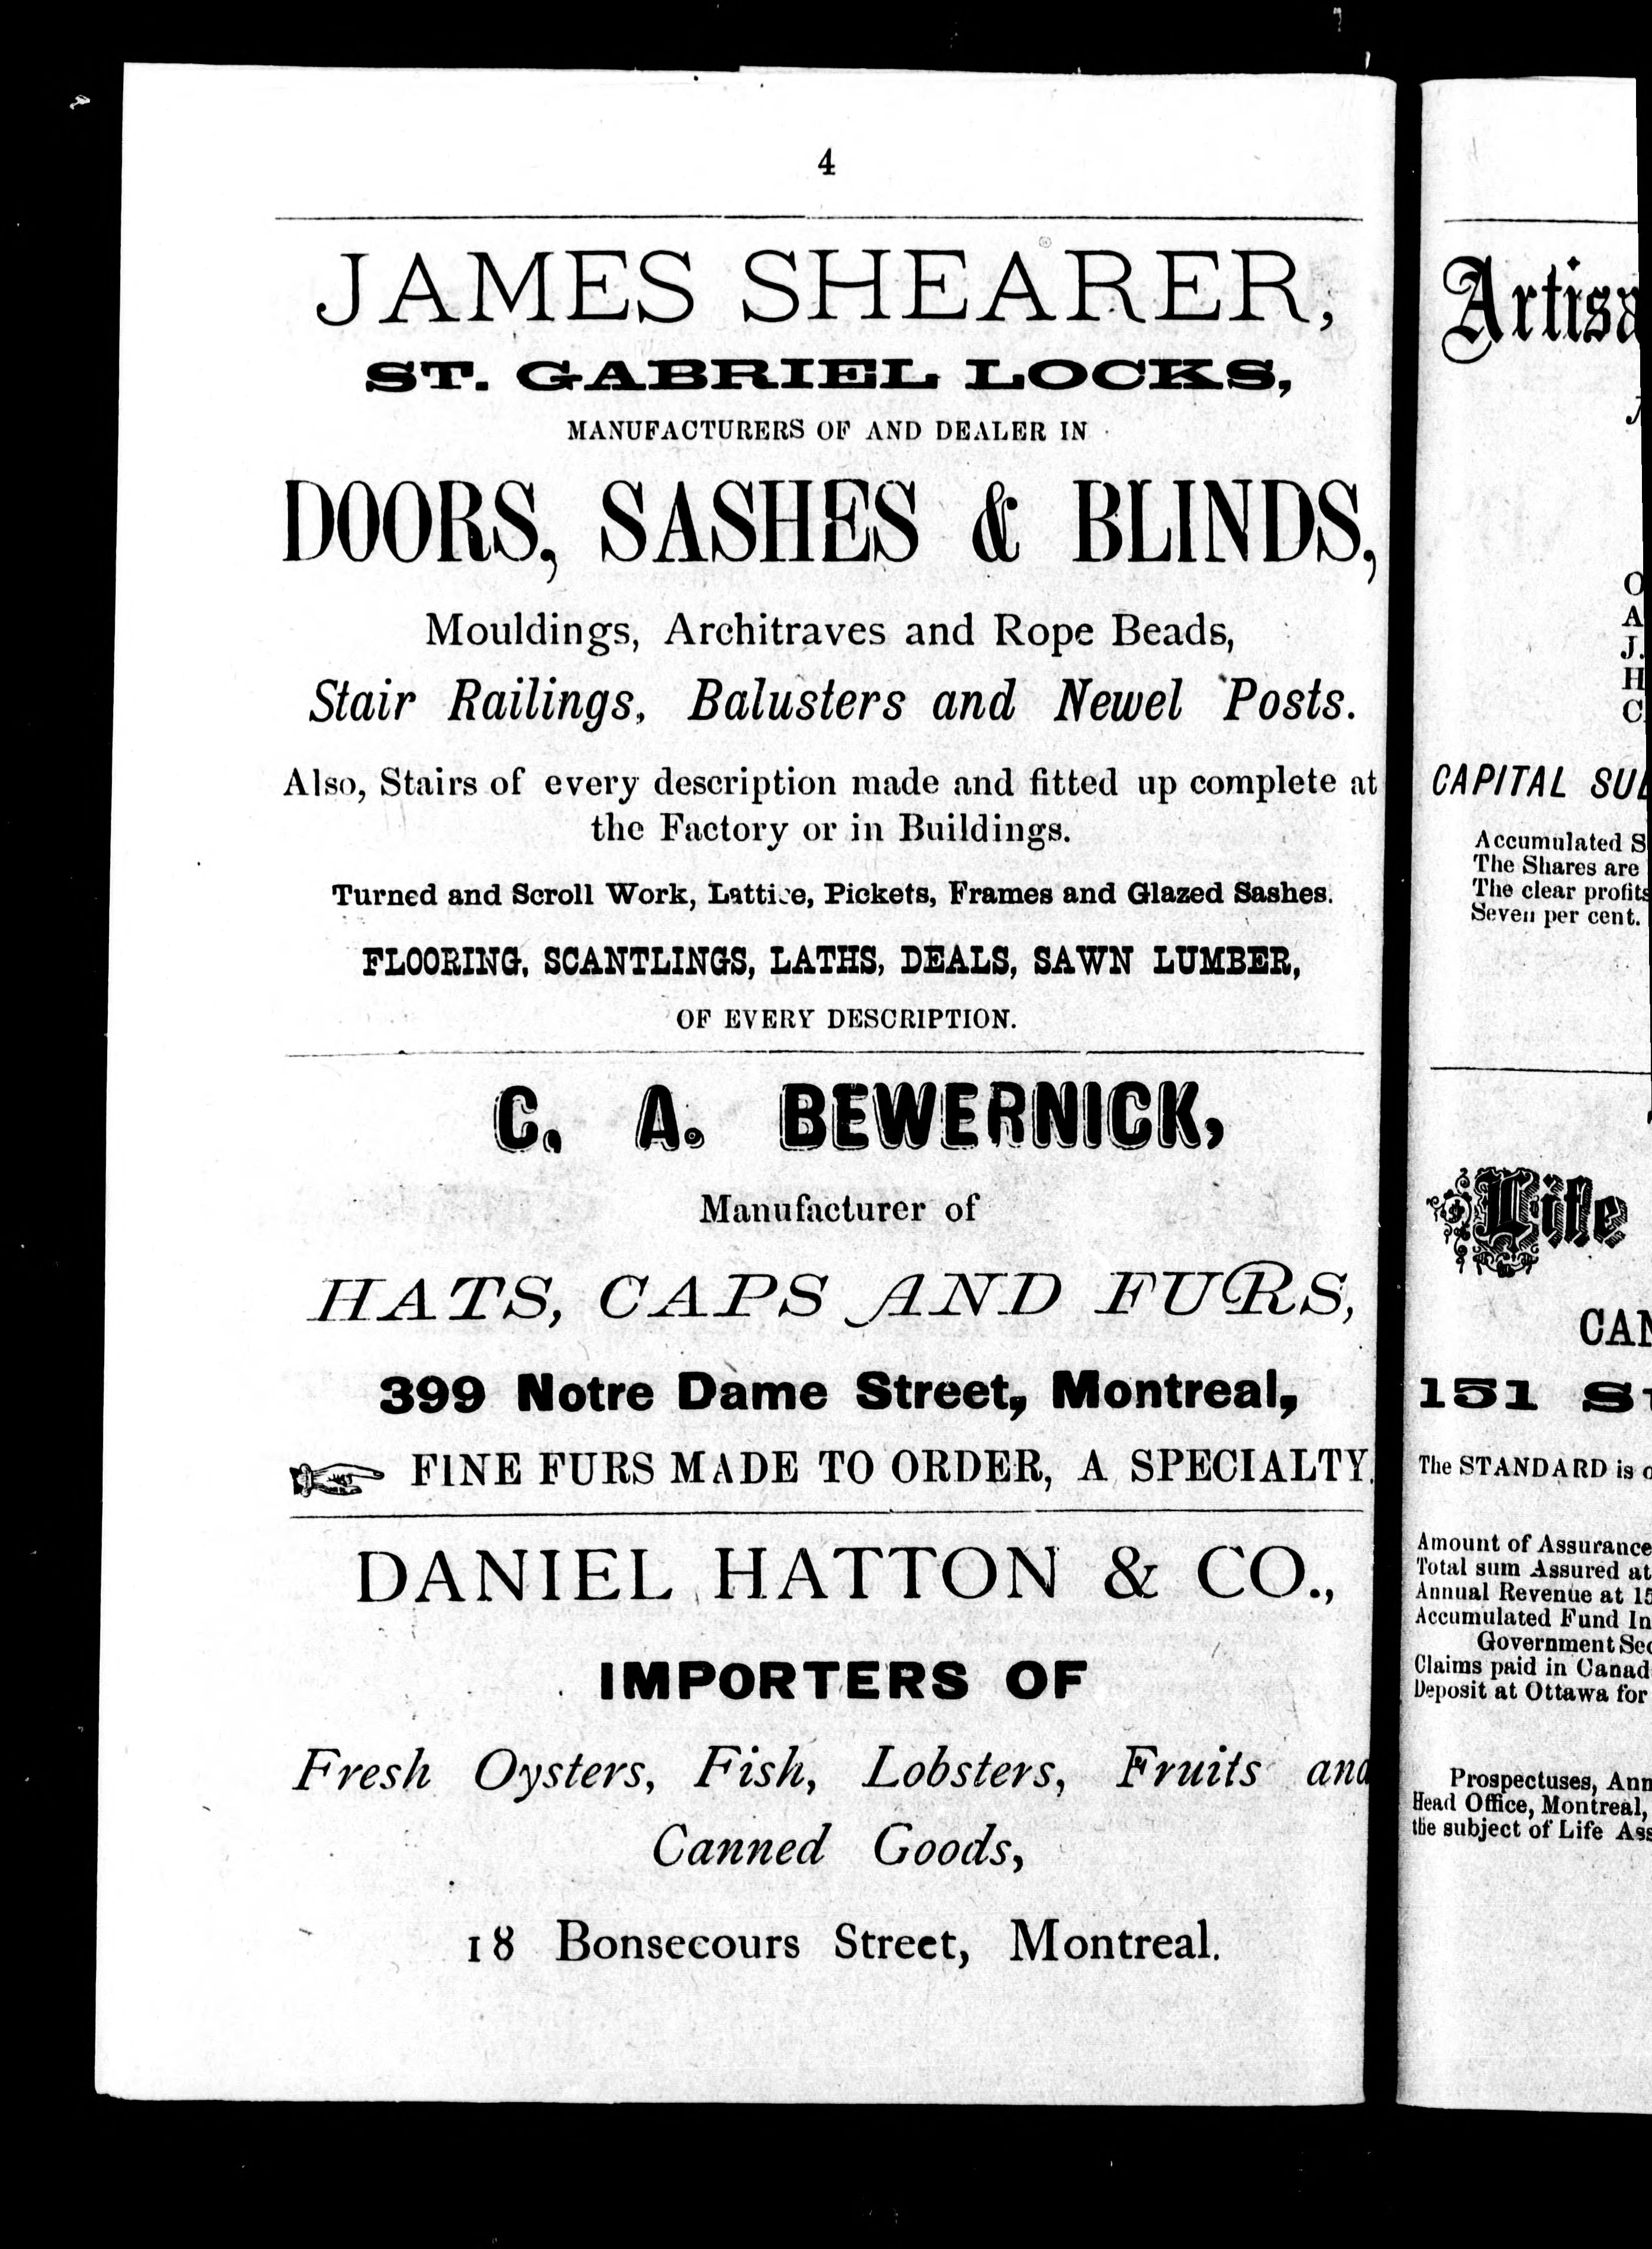 4
JAMES SHEARER,
ST. GABRIEL LOCKS,
MANUFACTURERS OF AND DEALER IN
DOORS, SASHES & BLINDS,
Mouldings, Architraves and Rope Beads,
Stair Railings, Balusters and Newel Posts.
Also, Stairs of every description made and fitted up complete at
the Factory or in Buildings.
Turned and Scroll Work, Lattice, Pickets, Frames and Glazed Sashes.
FLOORING, SCANTLINGS, LATHS, DEALS, SAWN LUMBER,
OF EVERY DESCRIPTION.
C. A. BEWERNICK,
Manufacturer of
HATS, CAPS AND FURS,
399 Notre Dame Street, Montreal,
FINE FURS MADE TO ORDER, A SPECIALTY.
DANIEL HATTON & CO.,
IMPORTERS OF
Fresh Oysters, Fish, Lobsters, Fruits and
Canned Goods,
18 Bonsecours Street, Montreal.
C
A
J.
H
C
CAPITAL
Accumulated S
The Shares are
The clear profits
Seven per cent.
Life
151
The STANDARD is
Amount of Assurance
Total sum Assured at
Annual Revenue at 15
Accumulated Fund In
Government
Claims paid in
Deposit at Ottawa for
Prospectuses,
Head Office, Montreal,
the subject of Life